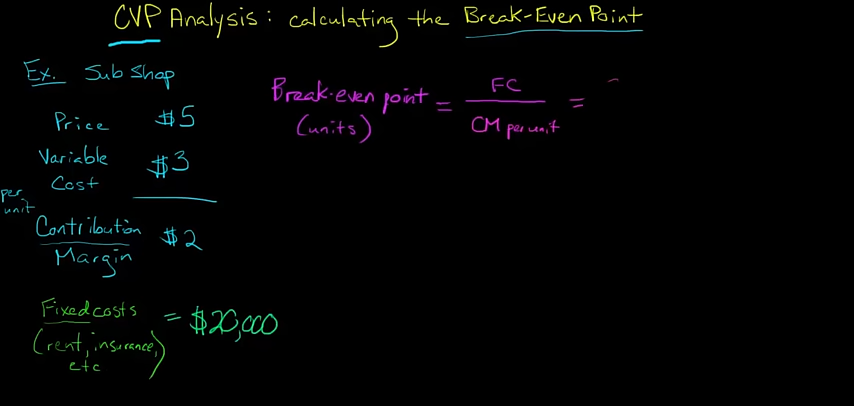 CVP Analysis: calculating the Break-Even Point
Ex. Sub Shop
Price $5
Variable Cost $3
per unit
Contribution Margin $2
Fixed costs = $20,000
(rent, insurance, etc)
Break-even point (units) = FC / CM per unit =